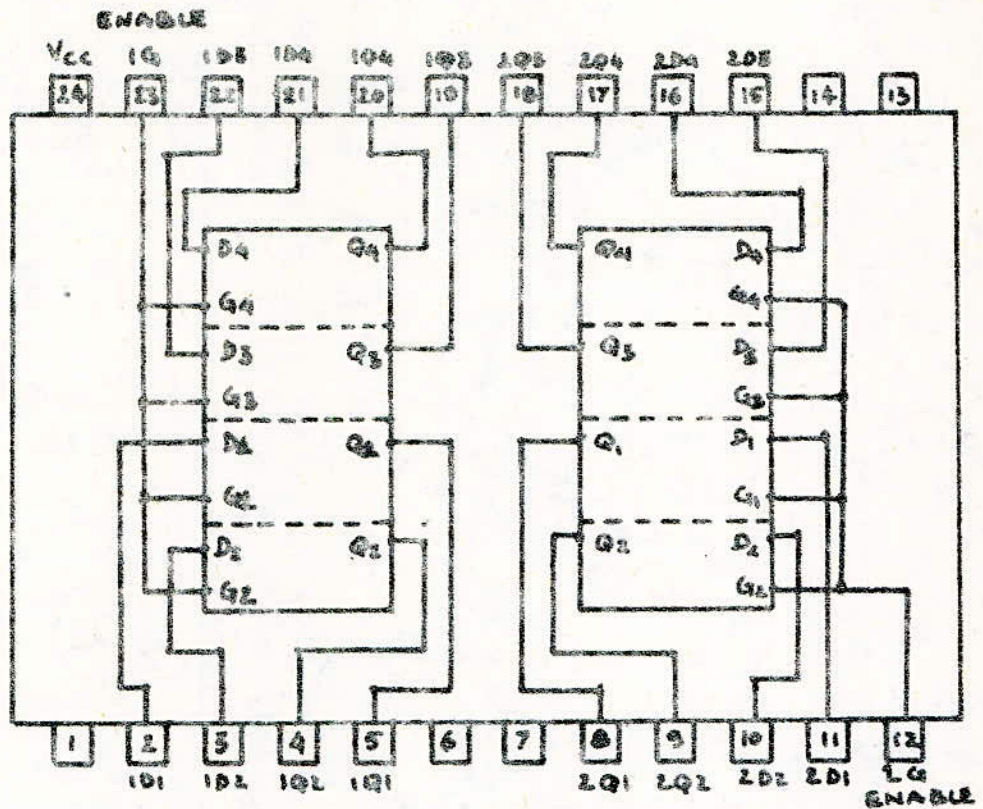 ENABLE
Vcc 1G 1D3 1D4 1Q4 1Q3 2Q3 2Q4 2D4 2D3
24 23 22 21 20 19 18 17 16 15 14 13
D4 Q4 Q4 D4
G4 G4
D3 Q3 Q3 D3
G3 G3
D2 Q2 Q1 D1
G2 G1
D2 Q2 Q2 D2
G2 G2
1 2 3 4 5 6 7 8 9 10 11 12
1D1 1D2 1Q2 1Q1 2Q1 2Q2 2D2 2D1 2G
ENABLE